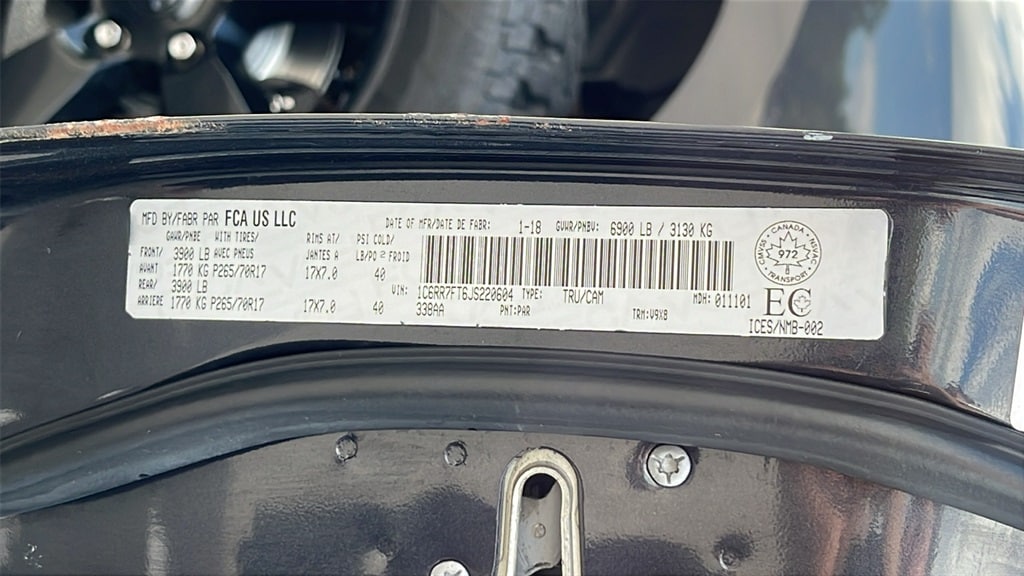 MFD BY/FABR PAR FCA US LLC
DATE OF MFR/DATE DE FABR: 1-18 GVWR/PNBV: 6900 LB / 3130 KG
GWWR/PNBE WITH TIRES/ RIMS AT/ PSI COLD/
FRONT/ 3900 LB AVEC PNEUS JANTES A LB/PO² FROID
AVANT 1770 KG P265/70R17 17X7.0 40
REAR/ 3900 LB
ARRIERE 1770 KG P265/70R17 17X7.0 40
VIN: 1C6RR7FT6JS220604 TYPE: TRU/CAM MDH: 011101
338AA PNT:PAR TRM:V9X8
CANADA
CMVSS NSVAC
972
TRANSPORT
EC
ICES/NMB-002